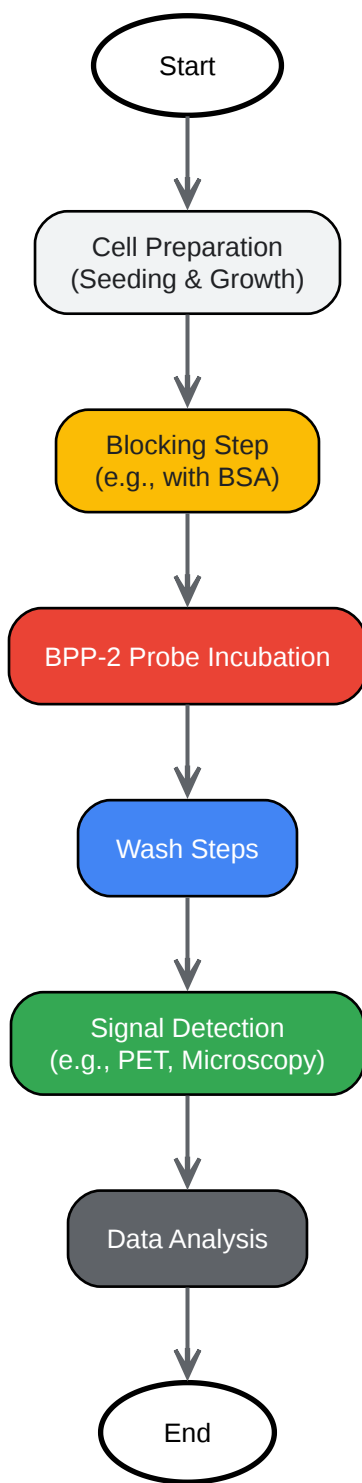 Start
Cell Preparation
(Seeding & Growth)
Blocking Step
(e.g., with BSA)
BPP-2 Probe Incubation
Wash Steps
Signal Detection
(e.g., PET, Microscopy)
Data Analysis
End